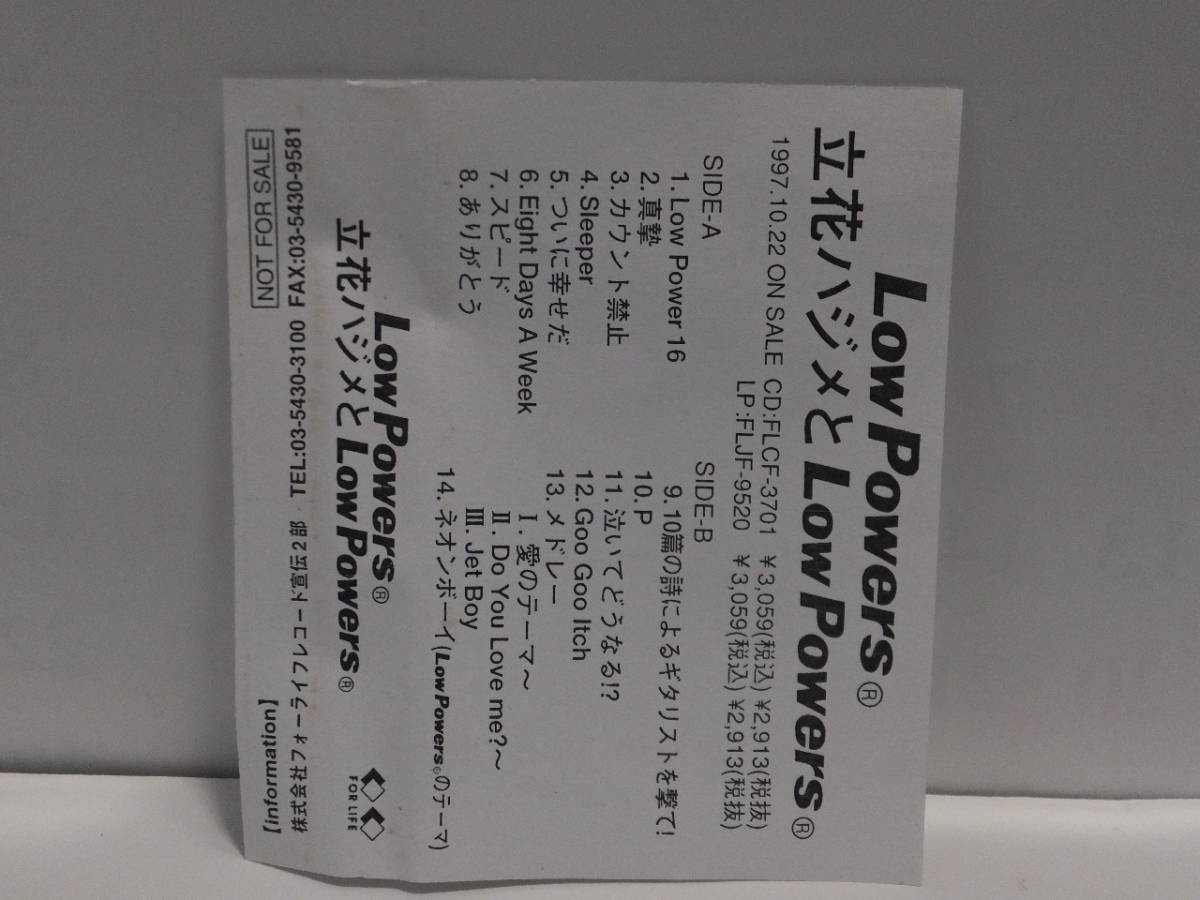 Low Powers®
立花ハジメと Low Powers®
1997.10.22 ON SALE CD:FLCF-3701 ￥3,059(税込) ¥2,913(税抜)
LP:FLJF-9520 ￥3,059(税込) ¥2,913(税抜)
SIDE-A
1. Low Power 16
2. 真摯
3. カウント禁止
4. Sleeper
5. ついに幸せだ
6. Eight Days A Week
7. スピード
8. ありがとう
SIDE-B
9. 10篇の詩によるギタリストを撃て!
10. P
11. 泣いてどうなる!?
12. Goo Goo Itch
13. メドレー
Ⅰ. 愛のテーマ〜
Ⅱ. Do You Love me?〜
Ⅲ. Jet Boy
14. ネオンボーイ(Low Powers®のテーマ)
Low Powers®
立花ハジメと Low Powers®
FOR LIFE
【information】
株式会社フォーライフレコード宣伝2部 TEL:03-5430-3100 FAX:03-5430-9581
NOT FOR SALE